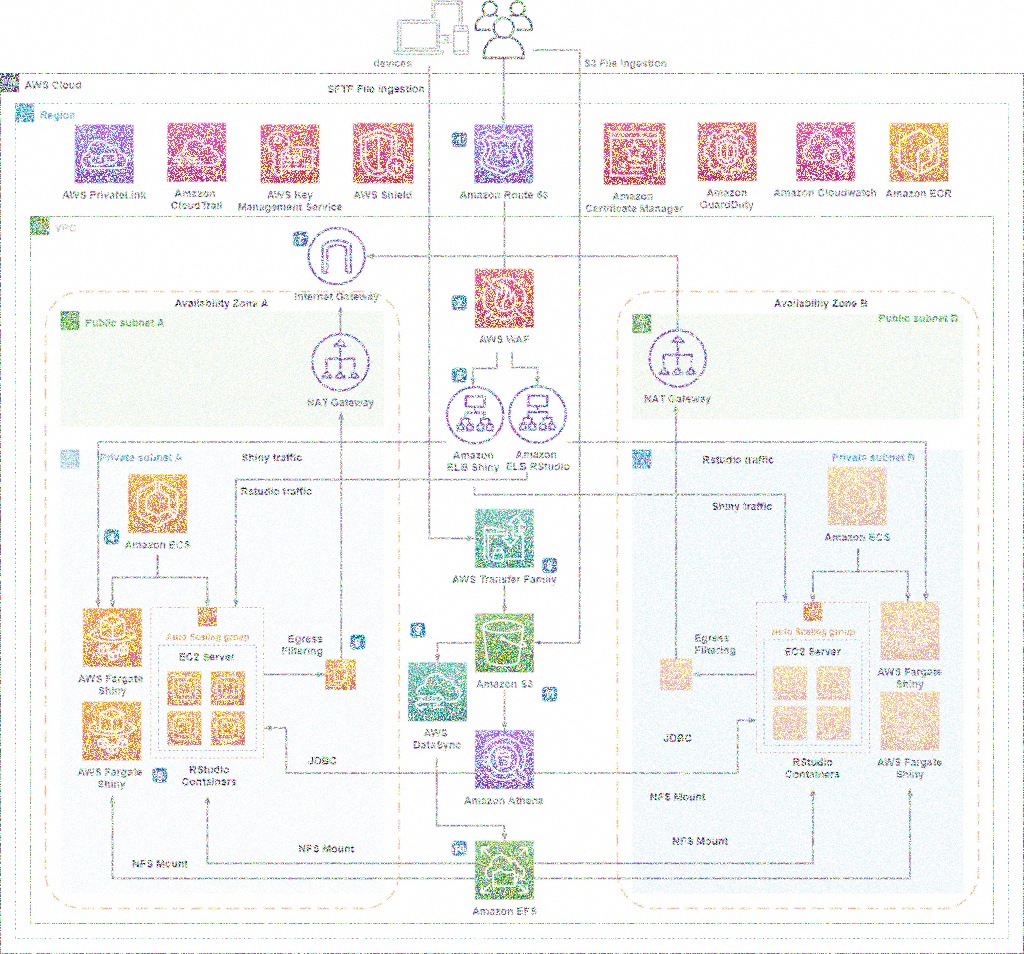 devices
S3 File Ingestion
AWS Cloud
SFTP File Ingestion
Region
AWS PrivateLink
Amazon
CloudTrail
AWS Key
Management Service
AWS Shield
Amazon Route 53
Amazon
Certificate Manager
Amazon
GuardDuty
Amazon Cloudwatch
Amazon ECR
VPC
Internet Gateway
Availability Zone A
Availability Zone B
Public subnet A
Public subnet B
AWS WAF
NAT Gateway
NAT Gateway
Amazon
ELB Shiny
Amazon
ELB RStudio
Private subnet A
Shiny traffic
Rstudio traffic
Private subnet B
Rstudio traffic
Shiny traffic
Amazon ECS
Amazon ECS
AWS Transfer Family
Auto Scaling group
EC2 Server
Egress
Filtering
Egress
Filtering
Auto Scaling group
EC2 Server
AWS Fargate
Shiny
Amazon S3
AWS Fargate
Shiny
AWS
DataSync
JDBC
JDBC
AWS Fargate
Shiny
RStudio
Containers
RStudio
Containers
AWS Fargate
Shiny
Amazon Athena
NFS Mount
NFS Mount
NFS Mount
NFS Mount
Amazon EFS